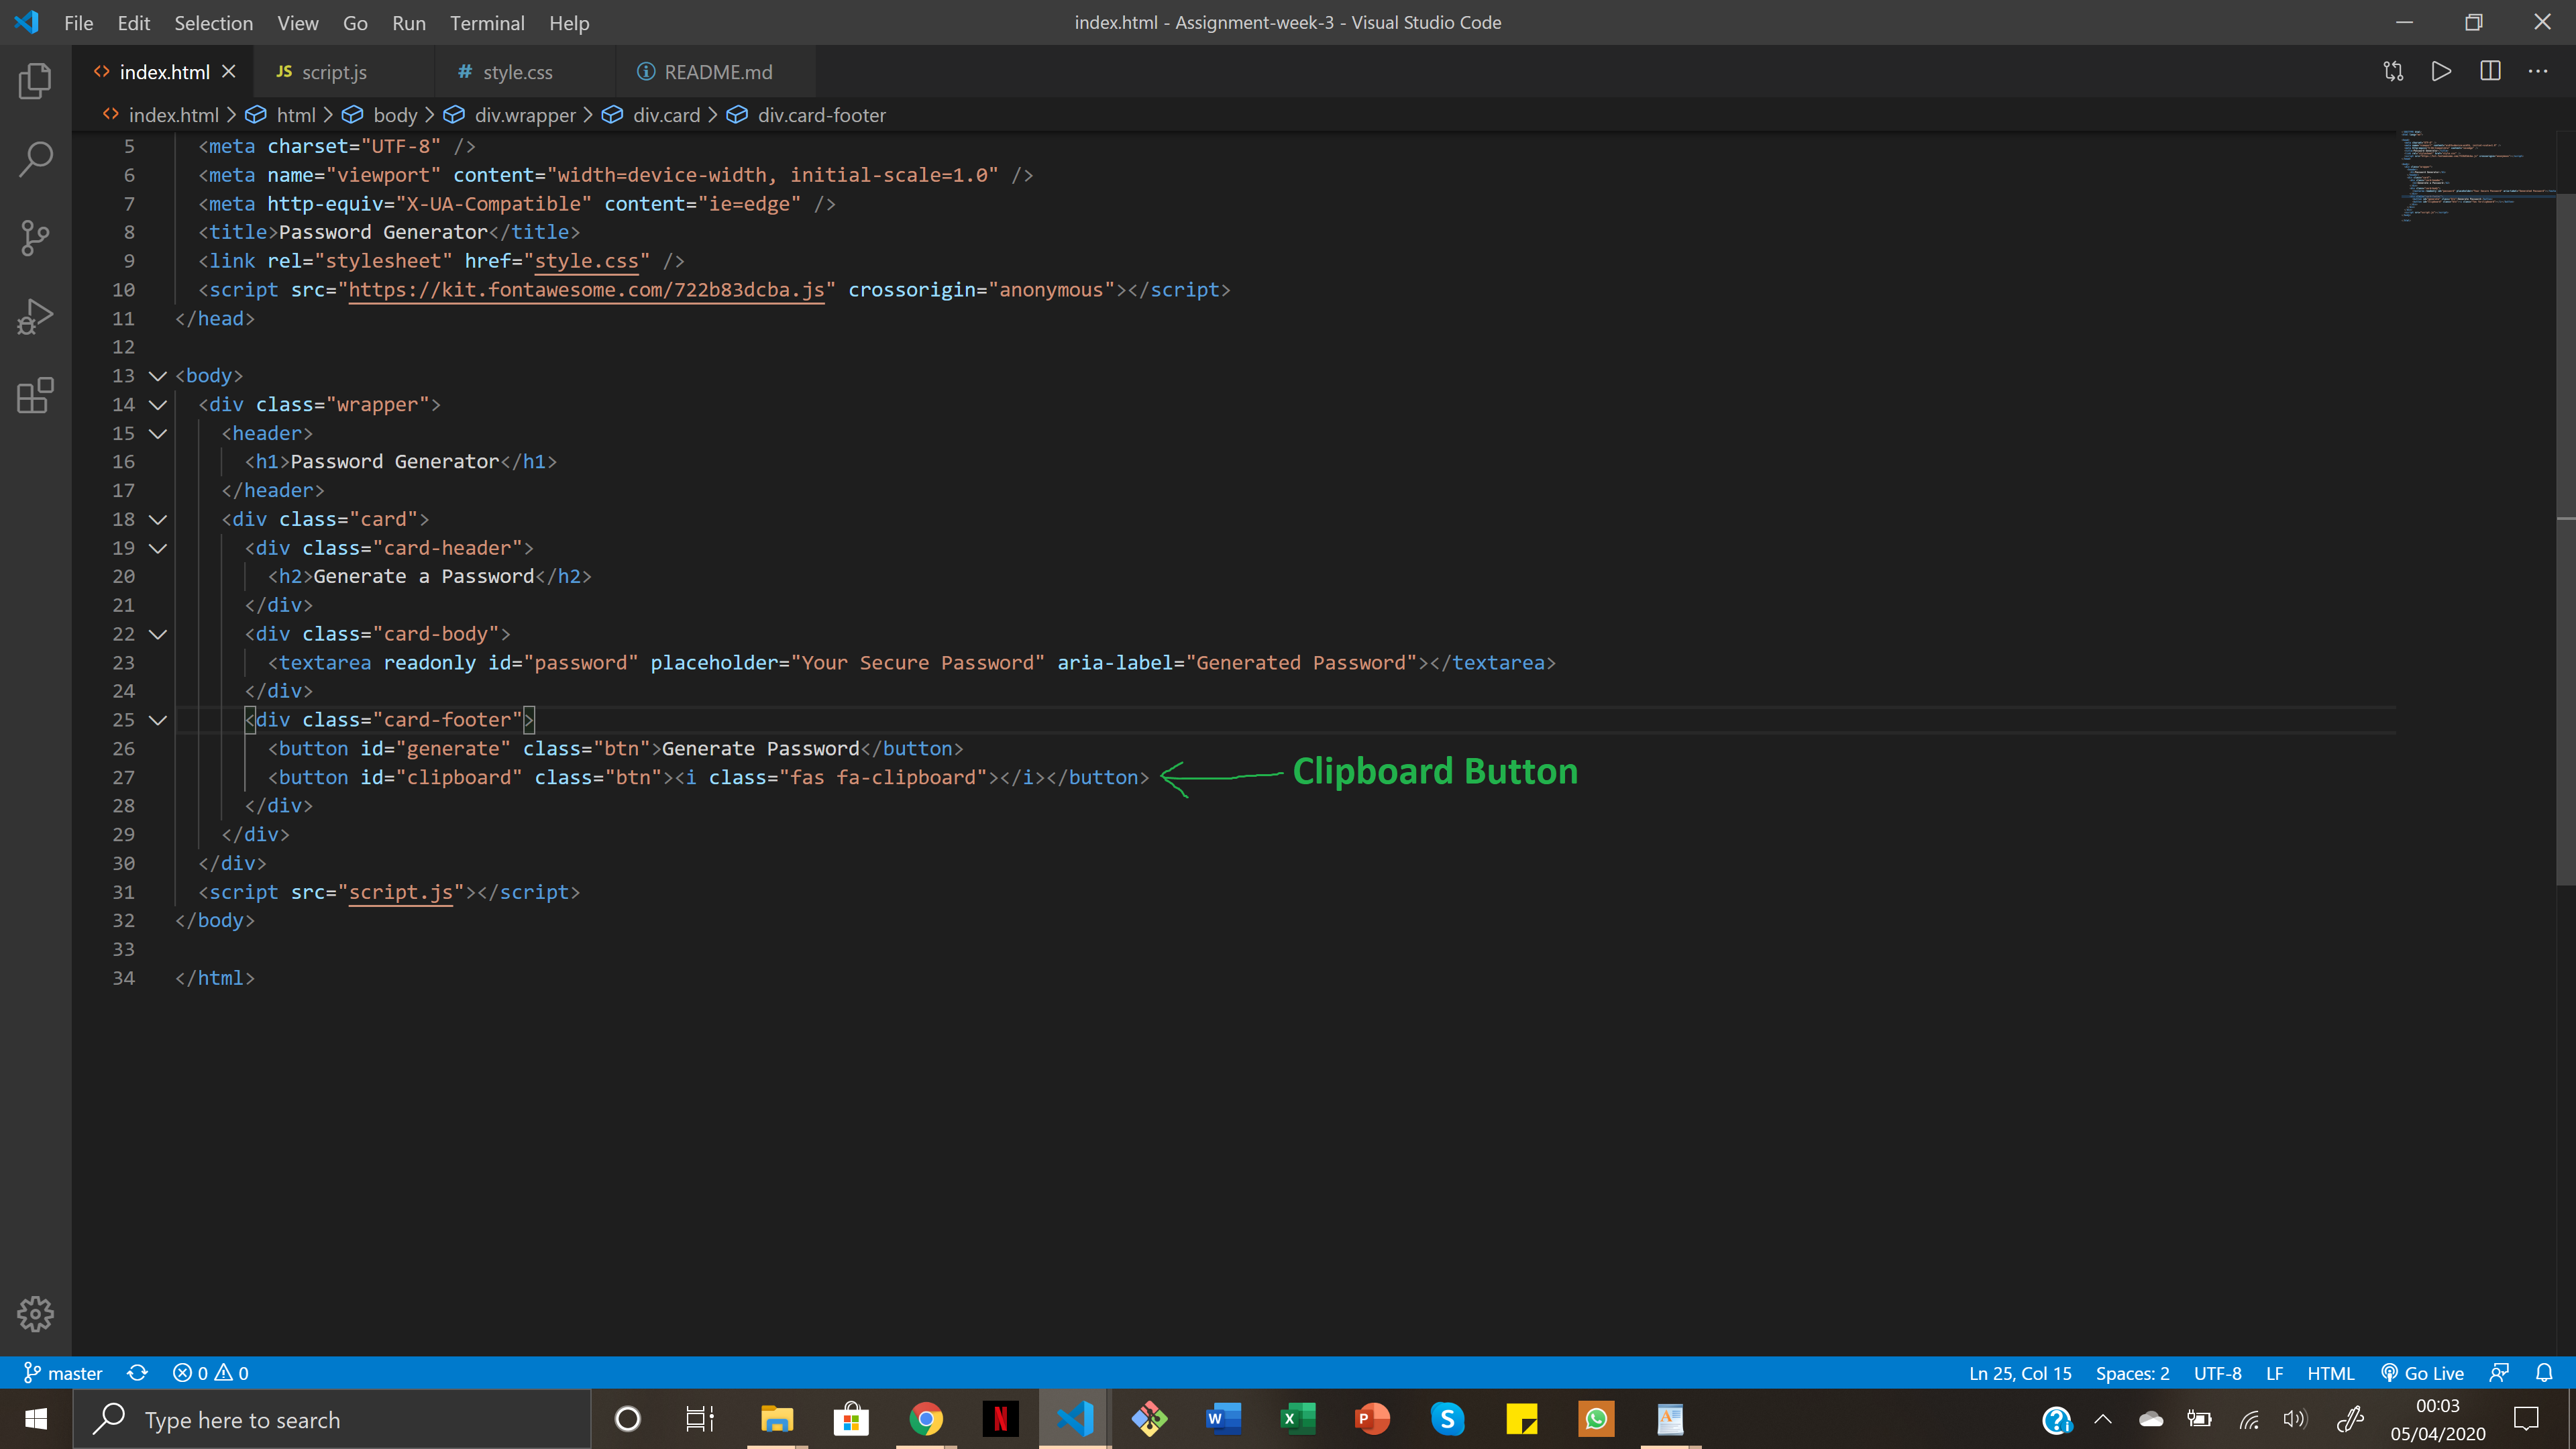 File Edit Selection View Go Run Terminal Help
index.html - Assignment-week-3 - Visual Studio Code
index.html
JS script.js
# style.css
README.md
index.html > html > body > div.wrapper > div.card > div.card-footer
5 <meta charset="UTF-8" />
6 <meta name="viewport" content="width=device-width, initial-scale=1.0" />
7 <meta http-equiv="X-UA-Compatible" content="ie=edge" />
8 <title>Password Generator</title>
9 <link rel="stylesheet" href="style.css" />
10 <script src="https://kit.fontawesome.com/722b83dcba.js" crossorigin="anonymous"></script>
11 </head>
12
13 <body>
14 <div class="wrapper">
15 <header>
16 <h1>Password Generator</h1>
17 </header>
18 <div class="card">
19 <div class="card-header">
20 <h2>Generate a Password</h2>
21 </div>
22 <div class="card-body">
23 <textarea readonly id="password" placeholder="Your Secure Password" aria-label="Generated Password"></textarea>
24 </div>
25 <div class="card-footer">
26 <button id="generate" class="btn">Generate Password</button>
27 <button id="clipboard" class="btn"><i class="fas fa-clipboard"></i></button>
Clipboard Button
28 </div>
29 </div>
30 </div>
31 <script src="script.js"></script>
32 </body>
33
34 </html>
master 0 0
Ln 25, Col 15 Spaces: 2 UTF-8 LF HTML Go Live
Type here to search
00:03
05/04/2020